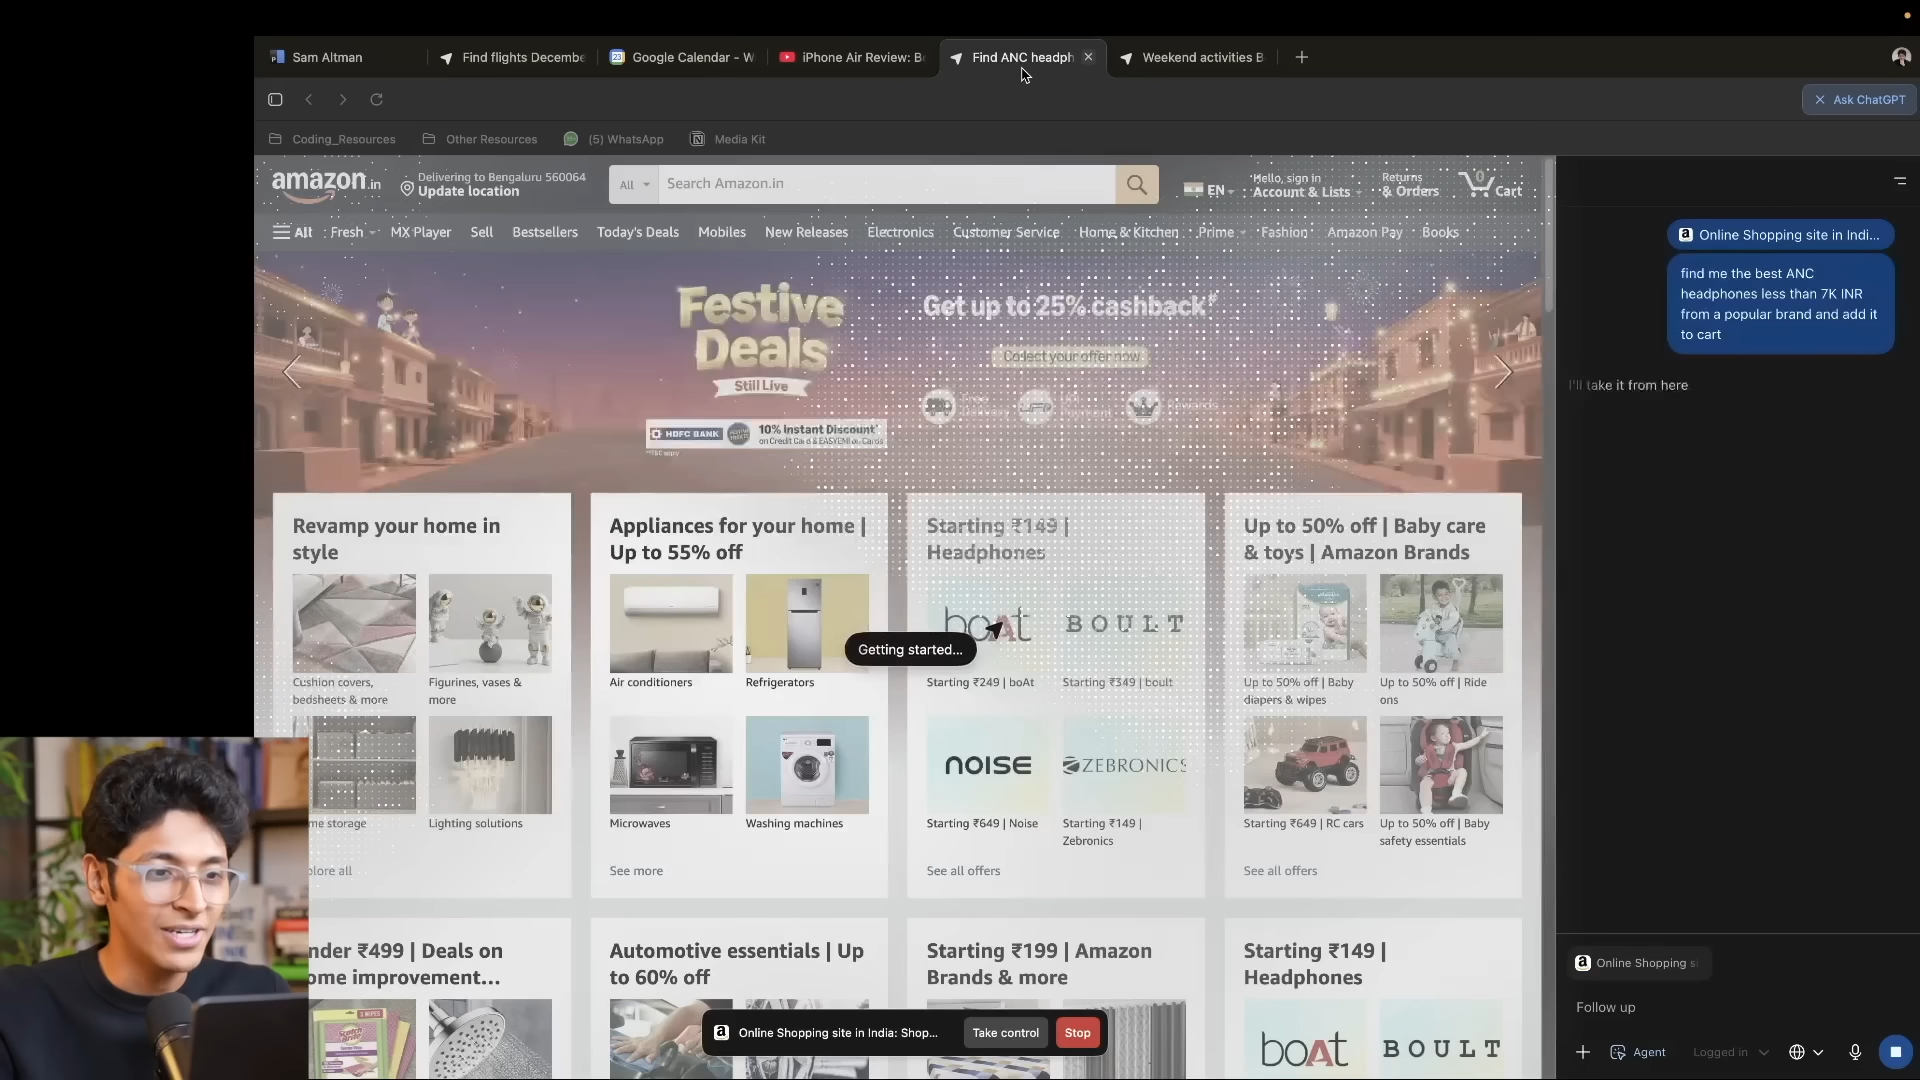 Sam Altman
Find flights Decembe
Google Calendar - W
iPhone Air Review: B
Find ANC headph
Weekend activities B
Ask ChatGPT
Coding_Resources
Other Resources
(5) WhatsApp
Media Kit
amazon.in
Delivering to Bengaluru 560064
Update location
All
Search Amazon.in
EN
Hello, sign in
Account & Lists
Returns
& Orders
0
Cart
All
Fresh
MX Player
Sell
Bestsellers
Today's Deals
Mobiles
New Releases
Electronics
Customer Service
Home & Kitchen
Prime
Fashion
Amazon Pay
Books
Festive
Deals
Still Live
Get up to 25% cashback#
Collect your offer now
HDFC BANK
10% Instant Discount*
on Credit Card & EASYEMI on Cards
Revamp your home in
style
Cushion covers,
bedsheets & more
Figurines, vases &
more
me storage
Lighting solutions
plore all
Appliances for your home |
Up to 55% off
Air conditioners
Refrigerators
Microwaves
Washing machines
See more
Starting ₹149 |
Headphones
boAt
BOULT
Starting ₹249 | boAt
Starting ₹349 | boult
noise
ZEBRONICS
Starting ₹649 | Noise
Starting ₹149 |
Zebronics
See all offers
Up to 50% off | Baby care
& toys | Amazon Brands
Up to 50% off | Baby
diapers & wipes
Up to 50% off | Ride
ons
Starting ₹649 | RC cars
Up to 50% off | Baby
safety essentials
See all offers
Getting started...
nder ₹499 | Deals on
ome improvement...
Automotive essentials | Up
to 60% off
Starting ₹199 | Amazon
Brands & more
Starting ₹149 |
Headphones
boAt
BOULT
Online Shopping site in India: Shop...
Take control
Stop
Online Shopping site in Indi...
find me the best ANC
headphones less than 7K INR
from a popular brand and add it
to cart
I'll take it from here
Online Shopping s
Follow up
Agent
Logged in